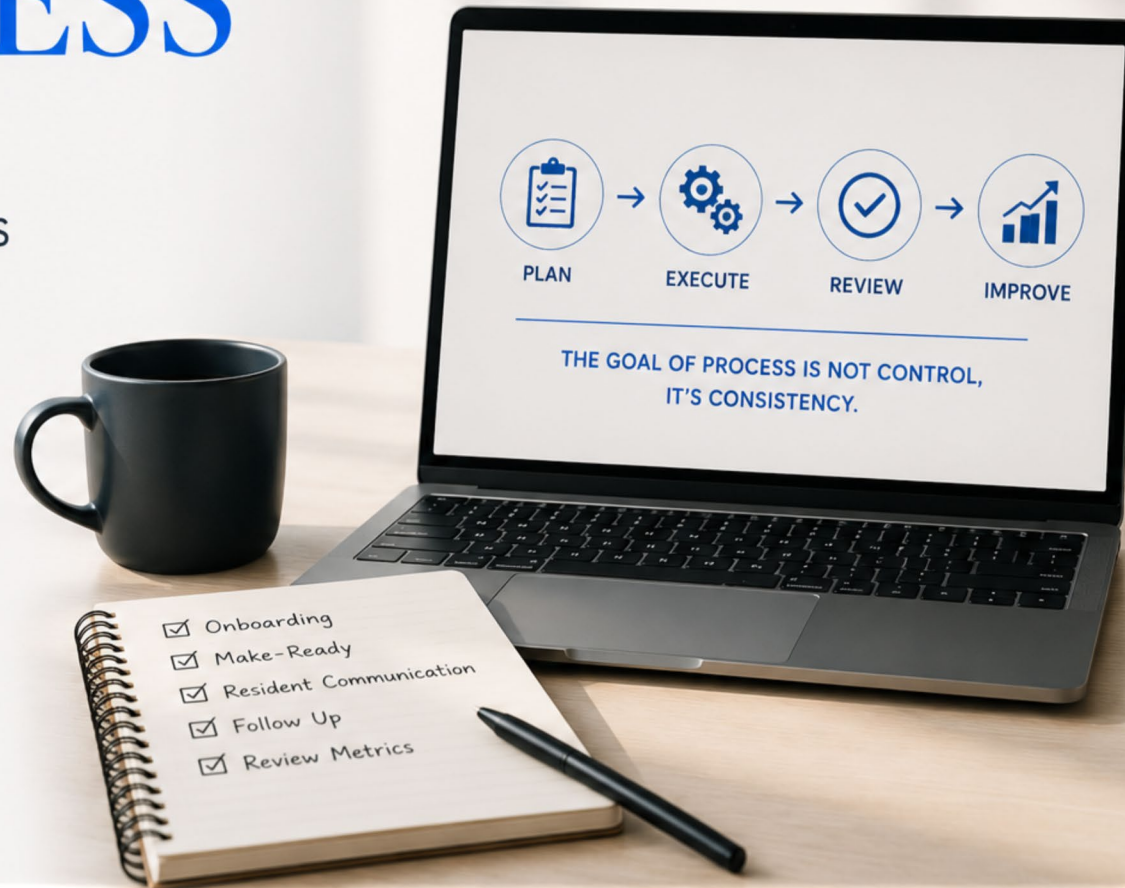 ESS
S
PLAN
EXECUTE
REVIEW
IMPROVE
THE GOAL OF PROCESS IS NOT CONTROL,
IT'S CONSISTENCY.
Onboarding
Make-Ready
Resident Communication
Follow Up
Review Metrics